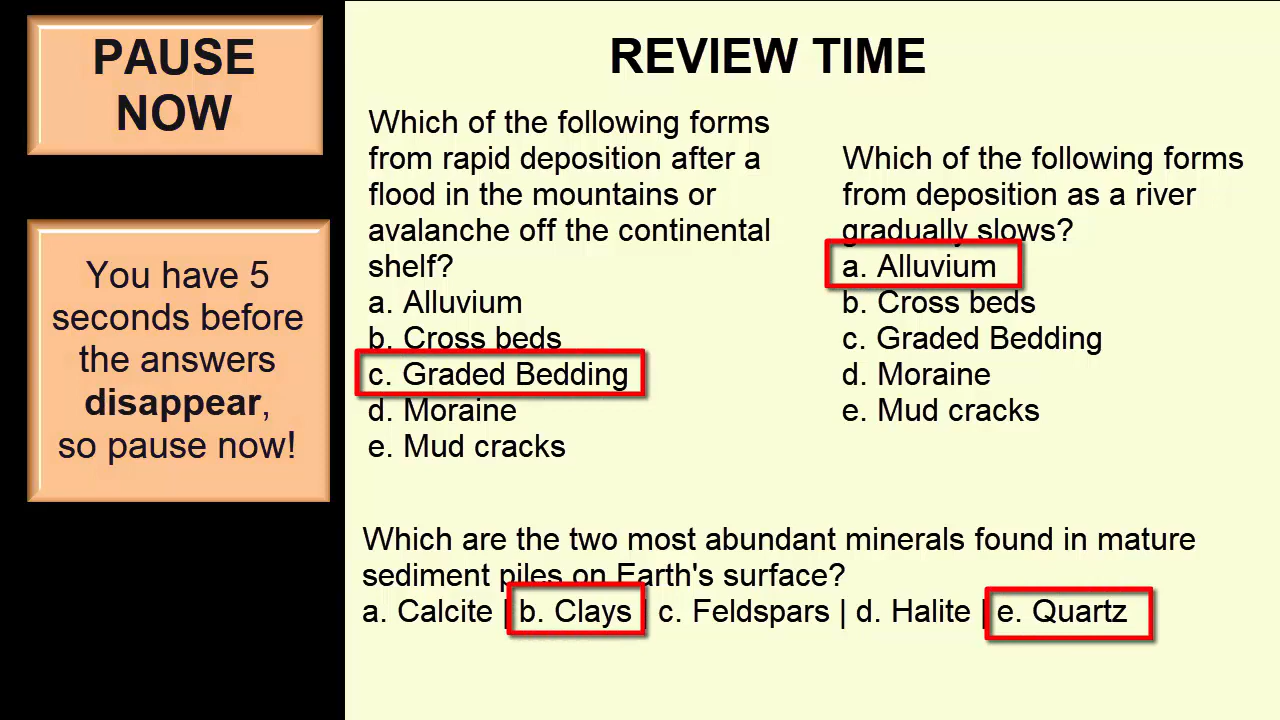 PAUSE
NOW
You have 5
seconds before
the answers
disappear,
so pause now!
REVIEW TIME
Which of the following forms
from rapid deposition after a
flood in the mountains or
avalanche off the continental
shelf?
a. Alluvium
b. Cross beds
c. Graded Bedding
d. Moraine
e. Mud cracks
Which of the following forms
from deposition as a river
gradually slows?
a. Alluvium
b. Cross beds
c. Graded Bedding
d. Moraine
e. Mud cracks
Which are the two most abundant minerals found in mature
sediment piles on Earth's surface?
a. Calcite | b. Clays | c. Feldspars | d. Halite | e. Quartz